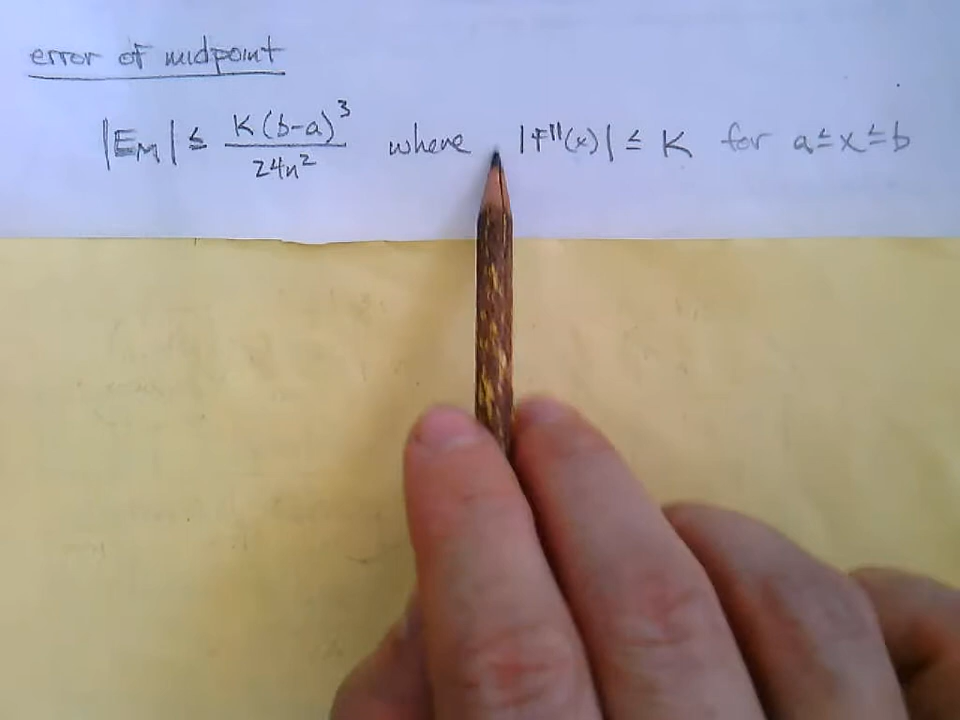 error of midpoint
|E_M| ≤ K(b-a)^3 / 24n^2 where |f''(x)| ≤ K for a≤x≤b